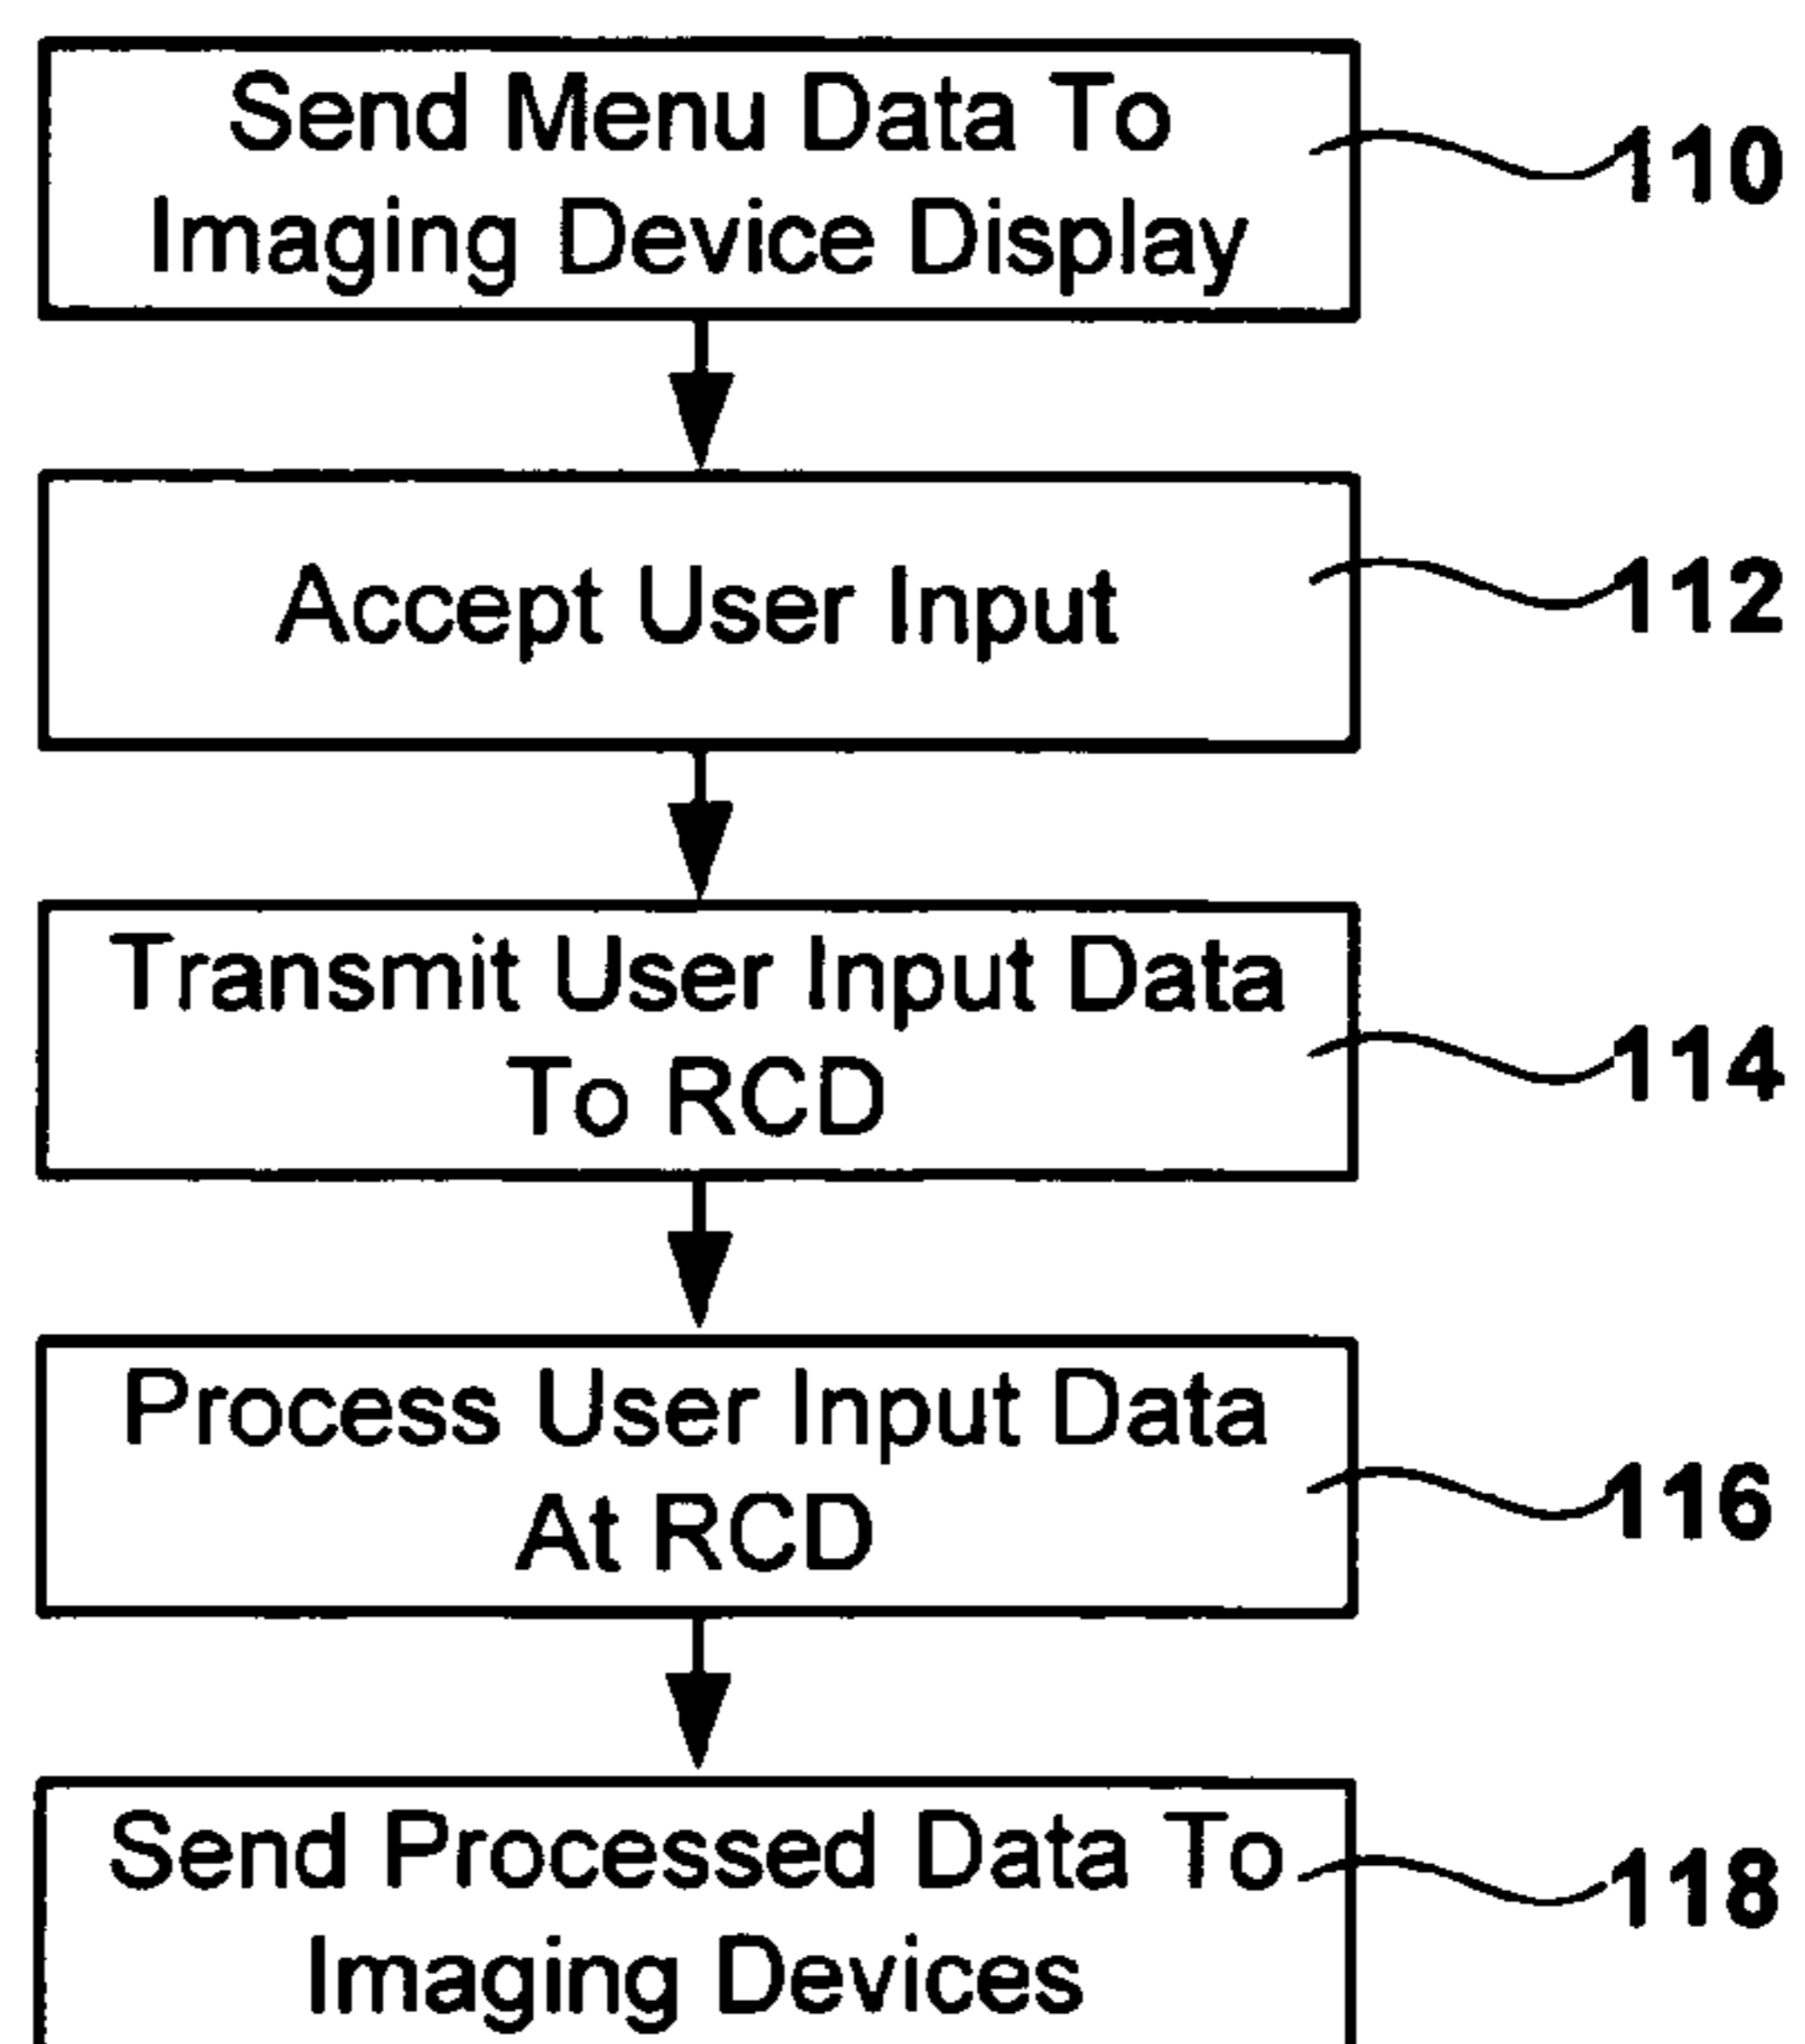 Send Menu Data To
Imaging Device Display
110
Accept User Input
112
Transmit User Input Data
To RCD
114
Process User Input Data
At RCD
116
Send Processed Data To
Imaging Devices
118